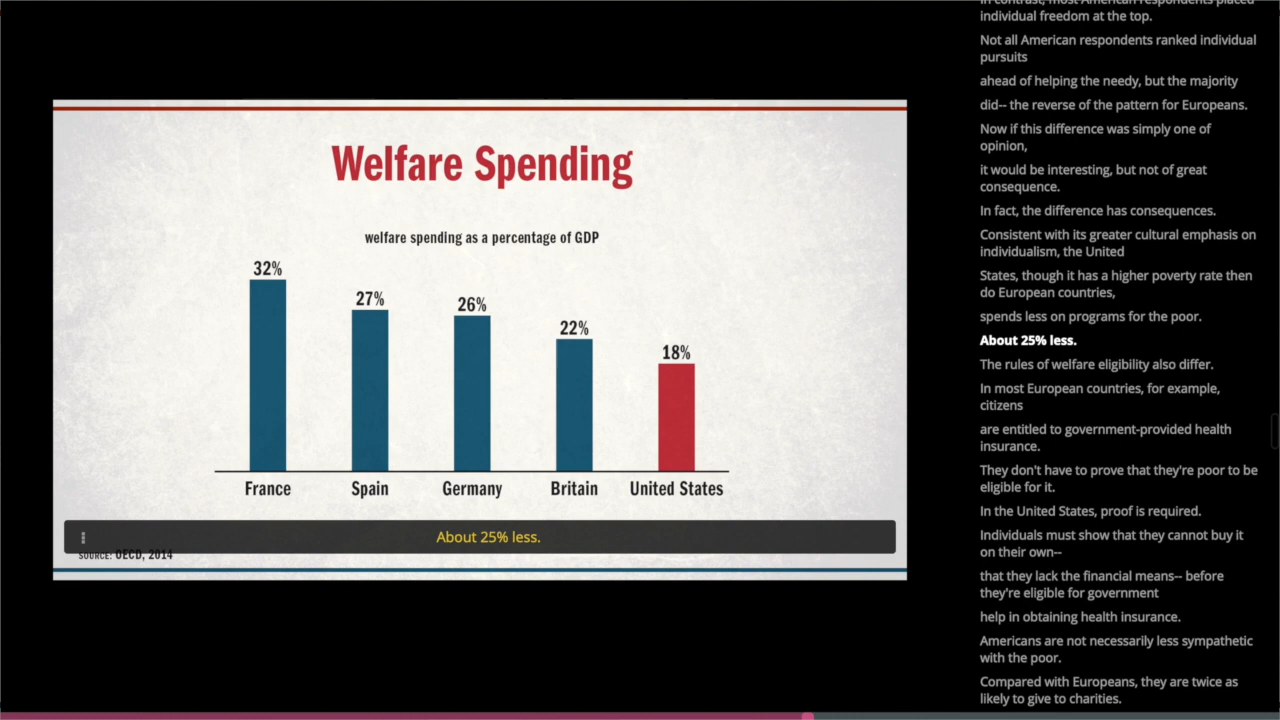 Welfare Spending
welfare spending as a percentage of GDP
32%
27%
26%
22%
18%
France
Spain
Germany
Britain
United States
About 25% less.
SOURCE: OECD, 2014
In contrast, most American respondents placed
individual freedom at the top.
Not all American respondents ranked individual
pursuits
ahead of helping the needy, but the majority
did-- the reverse of the pattern for Europeans.
Now if this difference was simply one of
opinion,
it would be interesting, but not of great
consequence.
In fact, the difference has consequences.
Consistent with its greater cultural emphasis on
individualism, the United
States, though it has a higher poverty rate then
do European countries,
spends less on programs for the poor.
About 25% less.
The rules of welfare eligibility also differ.
In most European countries, for example,
citizens
are entitled to government-provided health
insurance.
They don't have to prove that they're poor to be
eligible for it.
In the United States, proof is required.
Individuals must show that they cannot buy it
on their own--
that they lack the financial means-- before
they're eligible for government
help in obtaining health insurance.
Americans are not necessarily less sympathetic
with the poor.
Compared with Europeans, they are twice as
likely to give to charities.